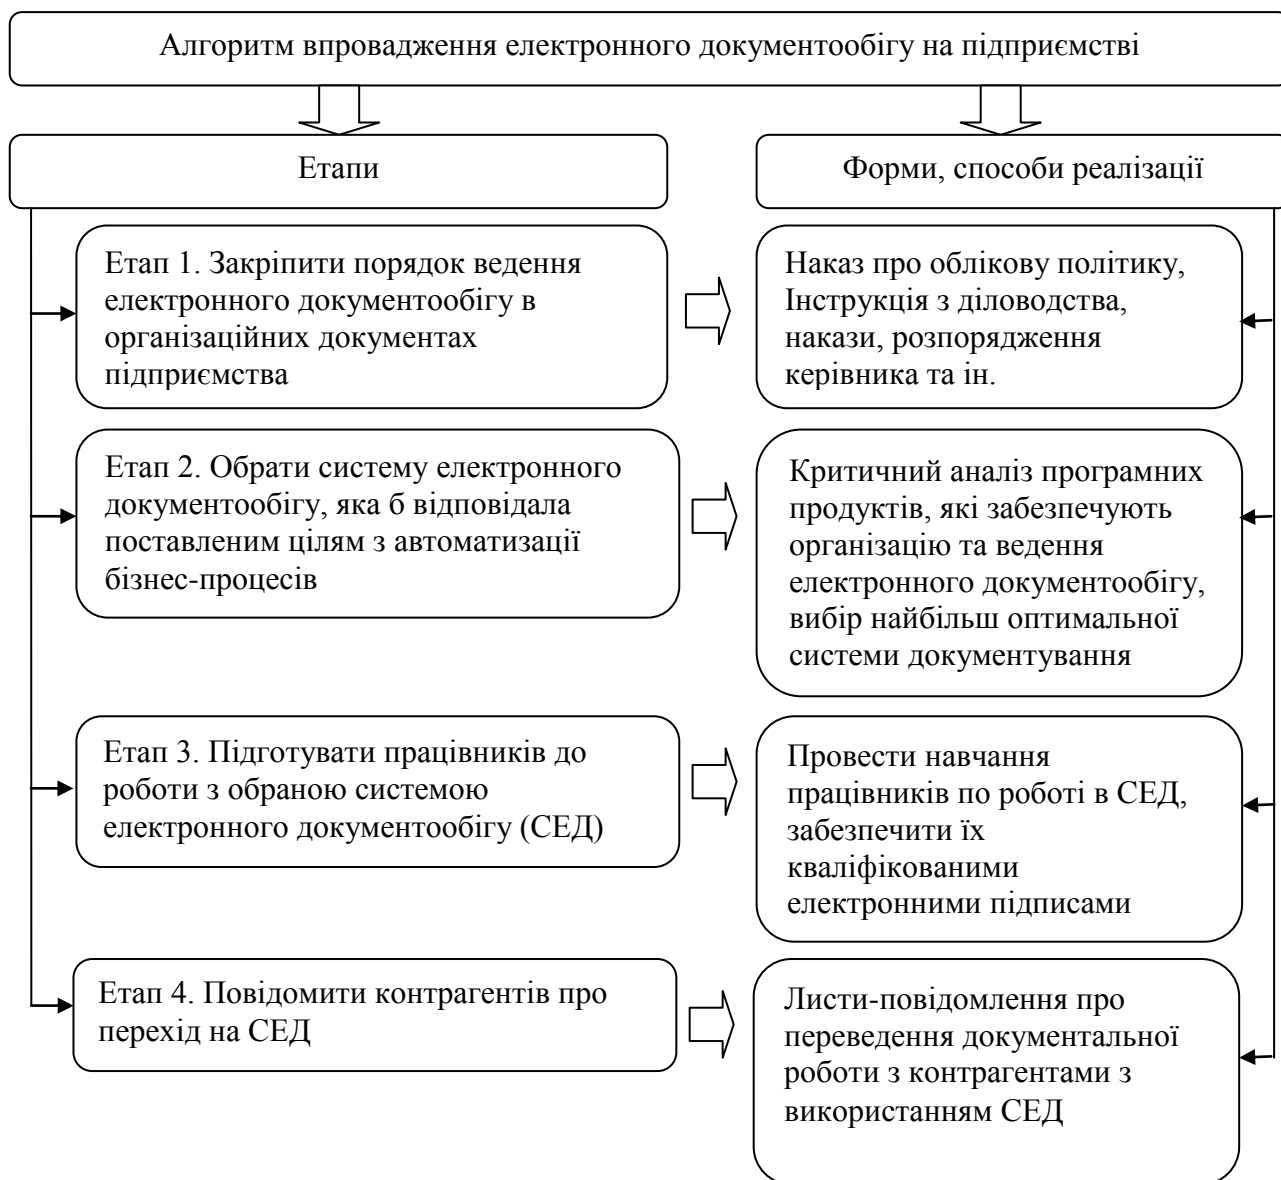 Алгоритм впровадження електронного документообігу на підприємстві
Етапи
Форми, способи реалізації
Етап 1. Закріпити порядок ведення
електронного документообігу в
організаційних документах
підприємства
Наказ про облікову політику,
Інструкція з діловодства,
накази, розпорядження
керівника та ін.
Етап 2. Обрати систему електронного
документообігу, яка б відповідала
поставленим цілям з автоматизації
бізнес-процесів
Критичний аналіз програмних
продуктів, які забезпечують
організацію та ведення
електронного документообігу,
вибір найбільш оптимальної
системи документування
Етап 3. Підготувати працівників до
роботи з обраною системою
електронного документообігу (СЕД)
Провести навчання
працівників по роботі в СЕД,
забезпечити їх
кваліфікованими
електронними підписами
Етап 4. Повідомити контрагентів про
перехід на СЕД
Листи-повідомлення про
переведення документальної
роботи з контрагентами з
використанням СЕД